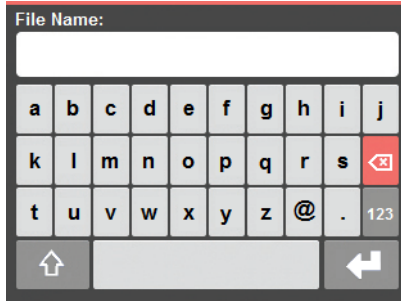 File Name:
a b c d e f g h i j
k l m n o p q r s
t u v w x y z @ . 123